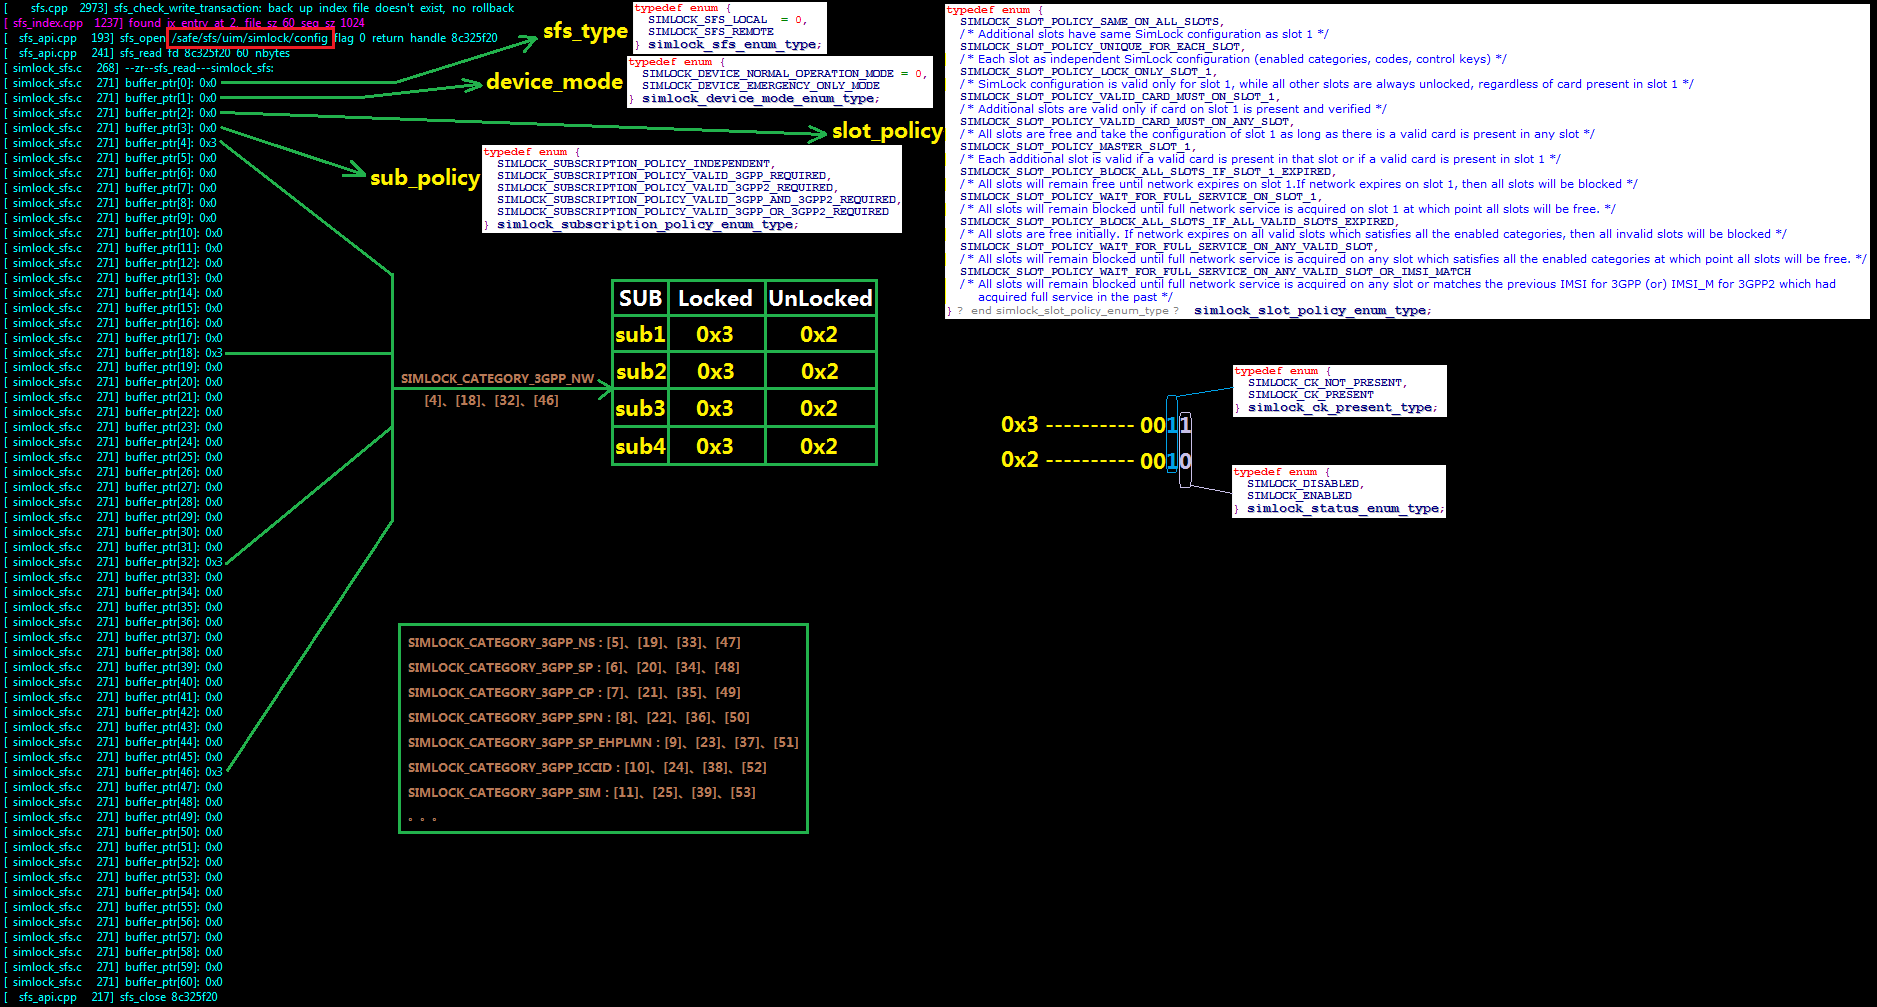 [ sfs.cpp 2973] sfs_check_write_transaction: back up index file doesn't exist, no rollback
[ sfs_index.cpp 1237] found ix_entry_at_2, file_sz_60_seg_sz_1024
[ sfs_api.cpp 193] sfs_open /safe/sfs/uim/simlock/config flag 0 return handle 8c325f20
[ sfs_api.cpp 241] sfs_read fd 8c325f20 60 nbytes
[ simlock_sfs.c 268] --zr--sfs_read---simlock_sfs:
[ simlock_sfs.c 271] buffer_ptr[0]: 0x0
[ simlock_sfs.c 271] buffer_ptr[1]: 0x0
[ simlock_sfs.c 271] buffer_ptr[2]: 0x0
[ simlock_sfs.c 271] buffer_ptr[3]: 0x0
[ simlock_sfs.c 271] buffer_ptr[4]: 0x3
[ simlock_sfs.c 271] buffer_ptr[5]: 0x0
[ simlock_sfs.c 271] buffer_ptr[6]: 0x0
[ simlock_sfs.c 271] buffer_ptr[7]: 0x0
[ simlock_sfs.c 271] buffer_ptr[8]: 0x0
[ simlock_sfs.c 271] buffer_ptr[9]: 0x0
[ simlock_sfs.c 271] buffer_ptr[10]: 0x0
[ simlock_sfs.c 271] buffer_ptr[11]: 0x0
[ simlock_sfs.c 271] buffer_ptr[12]: 0x0
[ simlock_sfs.c 271] buffer_ptr[13]: 0x0
[ simlock_sfs.c 271] buffer_ptr[14]: 0x0
[ simlock_sfs.c 271] buffer_ptr[15]: 0x0
[ simlock_sfs.c 271] buffer_ptr[16]: 0x0
[ simlock_sfs.c 271] buffer_ptr[17]: 0x0
[ simlock_sfs.c 271] buffer_ptr[18]: 0x3
[ simlock_sfs.c 271] buffer_ptr[19]: 0x0
[ simlock_sfs.c 271] buffer_ptr[20]: 0x0
[ simlock_sfs.c 271] buffer_ptr[21]: 0x0
[ simlock_sfs.c 271] buffer_ptr[22]: 0x0
[ simlock_sfs.c 271] buffer_ptr[23]: 0x0
[ simlock_sfs.c 271] buffer_ptr[24]: 0x0
[ simlock_sfs.c 271] buffer_ptr[25]: 0x0
[ simlock_sfs.c 271] buffer_ptr[26]: 0x0
[ simlock_sfs.c 271] buffer_ptr[27]: 0x0
[ simlock_sfs.c 271] buffer_ptr[28]: 0x0
[ simlock_sfs.c 271] buffer_ptr[29]: 0x0
[ simlock_sfs.c 271] buffer_ptr[30]: 0x0
[ simlock_sfs.c 271] buffer_ptr[31]: 0x0
[ simlock_sfs.c 271] buffer_ptr[32]: 0x3
[ simlock_sfs.c 271] buffer_ptr[33]: 0x0
[ simlock_sfs.c 271] buffer_ptr[34]: 0x0
[ simlock_sfs.c 271] buffer_ptr[35]: 0x0
[ simlock_sfs.c 271] buffer_ptr[36]: 0x0
[ simlock_sfs.c 271] buffer_ptr[37]: 0x0
[ simlock_sfs.c 271] buffer_ptr[38]: 0x0
[ simlock_sfs.c 271] buffer_ptr[39]: 0x0
[ simlock_sfs.c 271] buffer_ptr[40]: 0x0
[ simlock_sfs.c 271] buffer_ptr[41]: 0x0
[ simlock_sfs.c 271] buffer_ptr[42]: 0x0
[ simlock_sfs.c 271] buffer_ptr[43]: 0x0
[ simlock_sfs.c 271] buffer_ptr[44]: 0x0
[ simlock_sfs.c 271] buffer_ptr[45]: 0x0
[ simlock_sfs.c 271] buffer_ptr[46]: 0x3
[ simlock_sfs.c 271] buffer_ptr[47]: 0x0
[ simlock_sfs.c 271] buffer_ptr[48]: 0x0
[ simlock_sfs.c 271] buffer_ptr[49]: 0x0
[ simlock_sfs.c 271] buffer_ptr[50]: 0x0
[ simlock_sfs.c 271] buffer_ptr[51]: 0x0
[ simlock_sfs.c 271] buffer_ptr[52]: 0x0
[ simlock_sfs.c 271] buffer_ptr[53]: 0x0
[ simlock_sfs.c 271] buffer_ptr[54]: 0x0
[ simlock_sfs.c 271] buffer_ptr[55]: 0x0
[ simlock_sfs.c 271] buffer_ptr[56]: 0x0
[ simlock_sfs.c 271] buffer_ptr[57]: 0x0
[ simlock_sfs.c 271] buffer_ptr[58]: 0x0
[ simlock_sfs.c 271] buffer_ptr[59]: 0x0
[ simlock_sfs.c 271] buffer_ptr[60]: 0x0
[ sfs_api.cpp 217] sfs_close 8c325f20
sfs_type
typedef enum {
SIMLOCK_SFS_LOCAL = 0,
SIMLOCK_SFS_REMOTE
} simlock_sfs_enum_type;
device_mode
typedef enum {
SIMLOCK_DEVICE_NORMAL_OPERATION_MODE = 0,
SIMLOCK_DEVICE_EMERGENCY_ONLY_MODE
} simlock_device_mode_enum_type;
slot_policy
sub_policy
typedef enum {
SIMLOCK_SUBSCRIPTION_POLICY_INDEPENDENT,
SIMLOCK_SUBSCRIPTION_POLICY_VALID_3GPP_REQUIRED,
SIMLOCK_SUBSCRIPTION_POLICY_VALID_3GPP2_REQUIRED,
SIMLOCK_SUBSCRIPTION_POLICY_VALID_3GPP_AND_3GPP2_REQUIRED,
SIMLOCK_SUBSCRIPTION_POLICY_VALID_3GPP_OR_3GPP2_REQUIRED
} simlock_subscription_policy_enum_type;
typedef enum {
SIMLOCK_SLOT_POLICY_SAME_ON_ALL_SLOTS,
/* Additional slots have same SimLock configuration as slot 1 */
SIMLOCK_SLOT_POLICY_UNIQUE_FOR_EACH_SLOT,
/* Each slot as independent SimLock configuration (enabled categories, codes, control keys) */
SIMLOCK_SLOT_POLICY_LOCK_ONLY_SLOT_1,
/* SimLock configuration is valid only for slot 1, while all other slots are always unlocked, regardless of card present in slot 1 */
SIMLOCK_SLOT_POLICY_VALID_CARD_MUST_ON_SLOT_1,
/* Additional slots are valid only if card on slot 1 is present and verified */
SIMLOCK_SLOT_POLICY_VALID_CARD_MUST_ON_ANY_SLOT,
/* All slots are free and take the configuration of slot 1 as long as there is a valid card is present in any slot */
SIMLOCK_SLOT_POLICY_MASTER_SLOT_1,
/* Each additional slot is valid if a valid card is present in that slot or if a valid card is present in slot 1 */
SIMLOCK_SLOT_POLICY_BLOCK_ALL_SLOTS_IF_SLOT_1_EXPIRED,
/* All slots will remain free until network expires on slot 1.If network expires on slot 1, then all slots will be blocked */
SIMLOCK_SLOT_POLICY_WAIT_FOR_FULL_SERVICE_ON_SLOT_1,
/* All slots will remain blocked until full network service is acquired on slot 1 at which point all slots will be free. */
SIMLOCK_SLOT_POLICY_BLOCK_ALL_SLOTS_IF_ALL_VALID_SLOTS_EXPIRED,
/* All slots are free initially. If network expires on all valid slots which satisfies all the enabled categories, then all invalid slots will be blocked */
SIMLOCK_SLOT_POLICY_WAIT_FOR_FULL_SERVICE_ON_ANY_VALID_SLOT,
/* All slots will remain blocked until full network service is acquired on any slot which satisfies all the enabled categories at which point all slots will be free. */
SIMLOCK_SLOT_POLICY_WAIT_FOR_FULL_SERVICE_ON_ANY_VALID_SLOT_OR_IMSI_MATCH
/* All slots will remain blocked until full network service is acquired on any slot or matches the previous IMSI for 3GPP (or) IMSI_M for 3GPP2 which had
acquired full service in the past */
} ? end simlock_slot_policy_enum_type ? simlock_slot_policy_enum_type;
SIMLOCK_CATEGORY_3GPP_NW
[4]、[18]、[32]、[46]
SUB Locked UnLocked
sub1 0x3 0x2
sub2 0x3 0x2
sub3 0x3 0x2
sub4 0x3 0x2
typedef enum {
SIMLOCK_CK_NOT_PRESENT,
SIMLOCK_CK_PRESENT
} simlock_ck_present_type;
0x3 ---------- 0011
0x2 ---------- 0010
typedef enum {
SIMLOCK_DISABLED,
SIMLOCK_ENABLED
} simlock_status_enum_type;
SIMLOCK_CATEGORY_3GPP_NS : [5]、[19]、[33]、[47]
SIMLOCK_CATEGORY_3GPP_SP : [6]、[20]、[34]、[48]
SIMLOCK_CATEGORY_3GPP_CP : [7]、[21]、[35]、[49]
SIMLOCK_CATEGORY_3GPP_SPN : [8]、[22]、[36]、[50]
SIMLOCK_CATEGORY_3GPP_SP_EHPLMN : [9]、[23]、[37]、[51]
SIMLOCK_CATEGORY_3GPP_ICCID : [10]、[24]、[38]、[52]
SIMLOCK_CATEGORY_3GPP_SIM : [11]、[25]、[39]、[53]
。。。